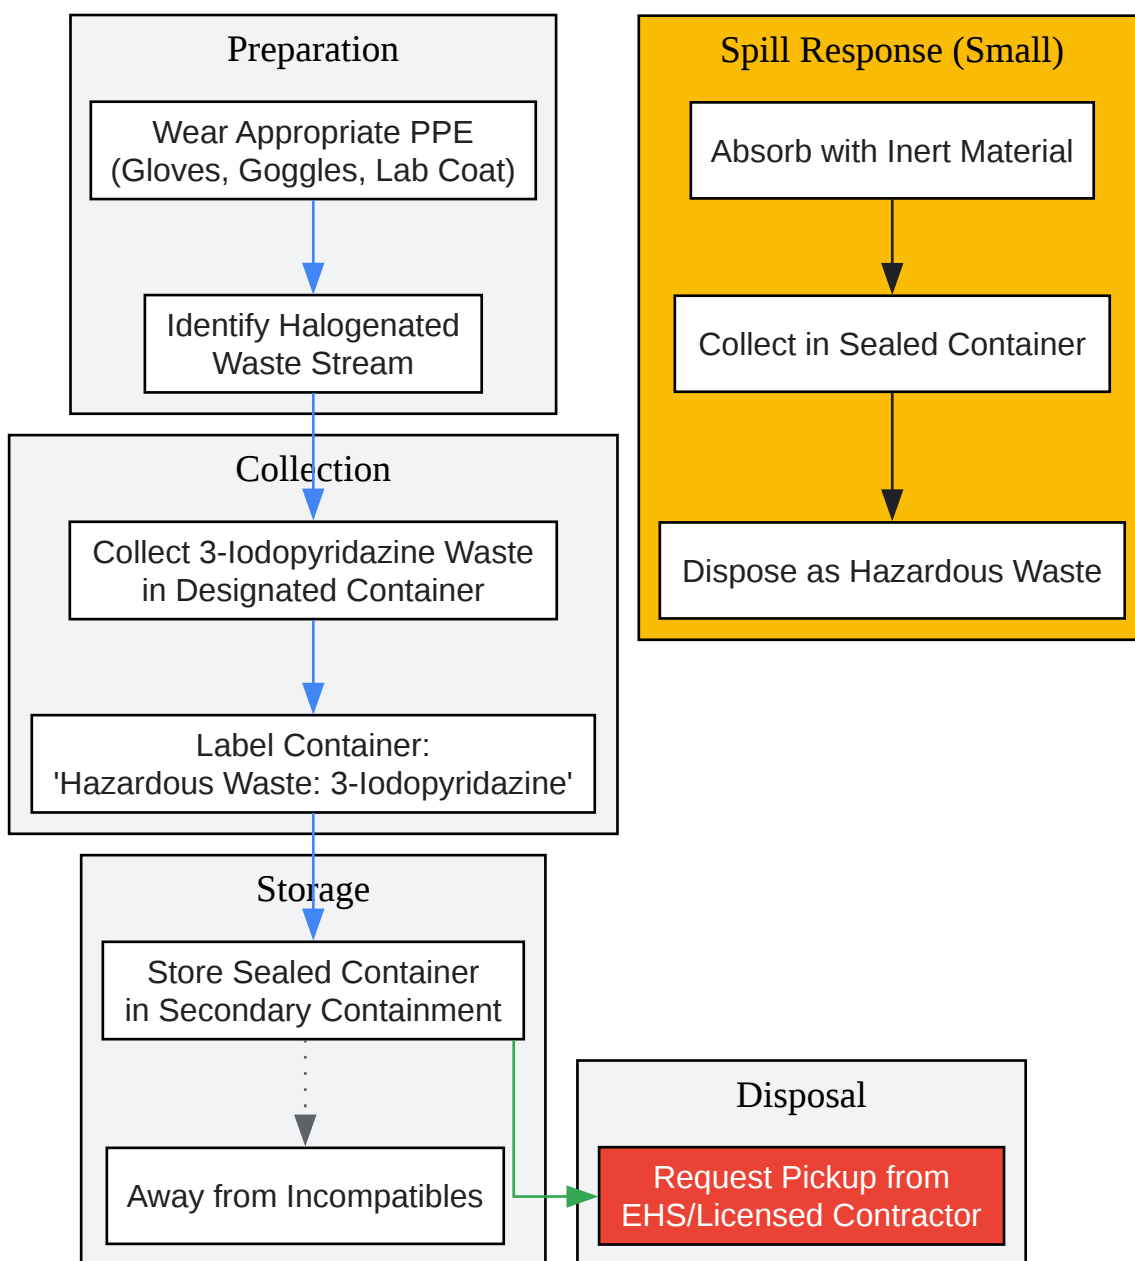 Preparation
Wear Appropriate PPE
(Gloves, Goggles, Lab Coat)
Identify Halogenated
Waste Stream
Collection
Collect 3-Iodopyridazine Waste
in Designated Container
Label Container:
'Hazardous Waste: 3-Iodopyridazine'
Storage
Store Sealed Container
in Secondary Containment
Away from Incompatibles
Disposal
Request Pickup from
EHS/Licensed Contractor
Spill Response (Small)
Absorb with Inert Material
Collect in Sealed Container
Dispose as Hazardous Waste